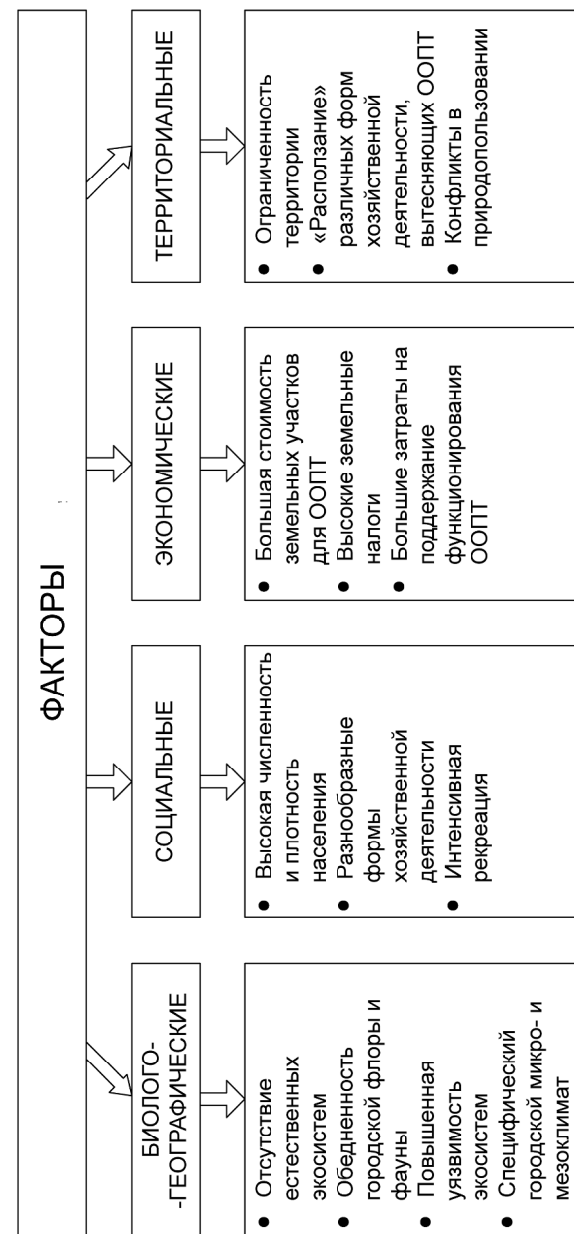 ФАКТОРЫ
БИОЛОГО-
-ГЕОГРАФИЧЕСКИЕ
СОЦИАЛЬНЫЕ
ЭКОНОМИЧЕСКИЕ
ТЕРРИТОРИАЛЬНЫЕ
● Отсутствие
естественных
экосистем
● Обедненность
городской флоры и
фауны
● Повышенная
уязвимость
экосистем
● Специфический
городской микро- и
мезоклимат
● Высокая численность
и плотность
населения
● Разнообразные
формы
хозяйственной
деятельности
● Интенсивная
рекреация
● Большая стоимость
земельных участков
для ООПТ
● Высокие земельные
налоги
● Большие затраты на
поддержание
функционирования
ООПТ
● Ограниченность
территории
● «Расползание»
различных форм
хозяйственной
деятельности,
вытесняющих ООПТ
● Конфликты в
природопользовании